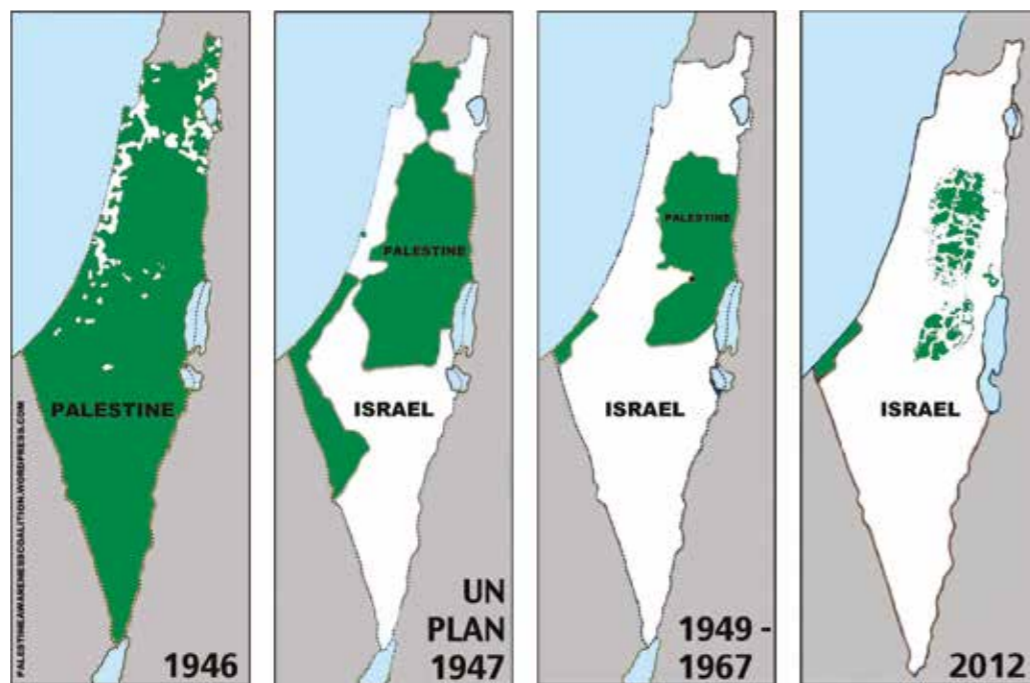 PALESTINEAWARENESSCOALITION.WORDPRESS.COM
PALESTINE
1946
PALESTINE
ISRAEL
UN
PLAN
1947
PALESTINE
ISRAEL
1949 -
1967
ISRAEL
2012